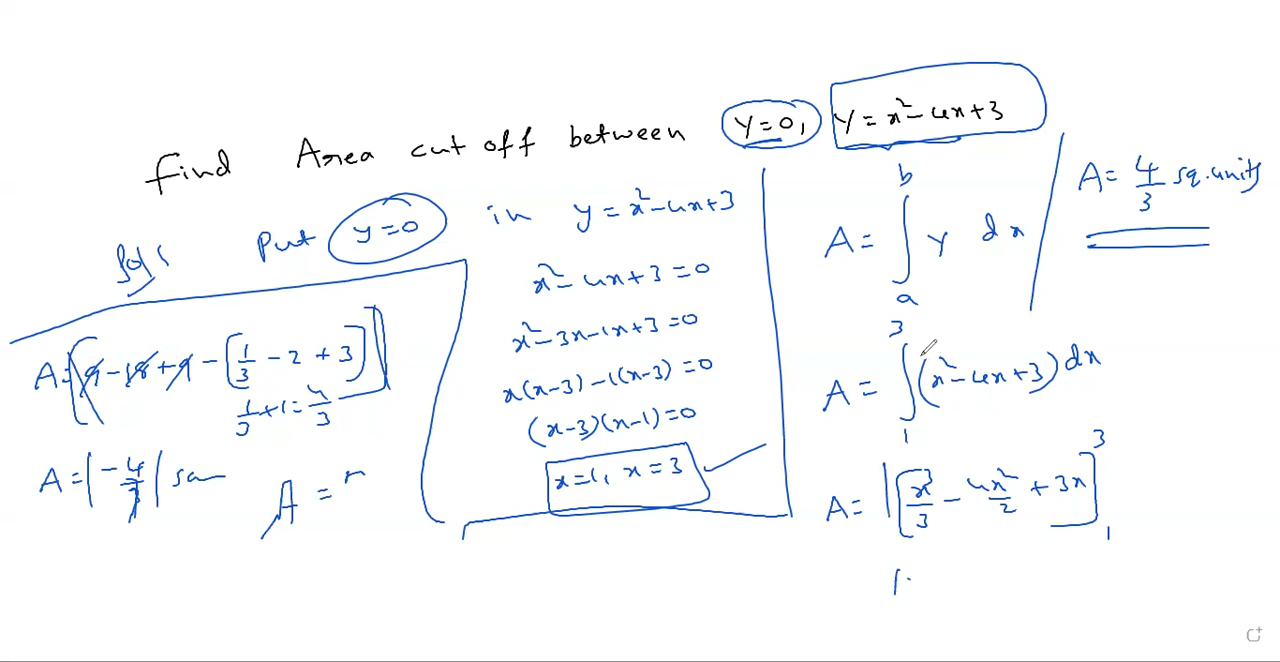 Find Area cut off between y=0, y=x²-4x+3
Put y=0 in y=x²-4x+3
x²-4x+3=0
x²-3x-1x+3=0
x(x-3)-1(x-3)=0
(x-3)(x-1)=0
x=1, x=3
A=[9-18+9-[1/3-2+3]]
1/3+1=4/3
A=|-4/3|
A=
A=∫ₐᵇ y dx
A=∫₁³(x²-4x+3)dx
A=|[x³/3-4x²/2+3x]₁³
A=4/3 sq.units